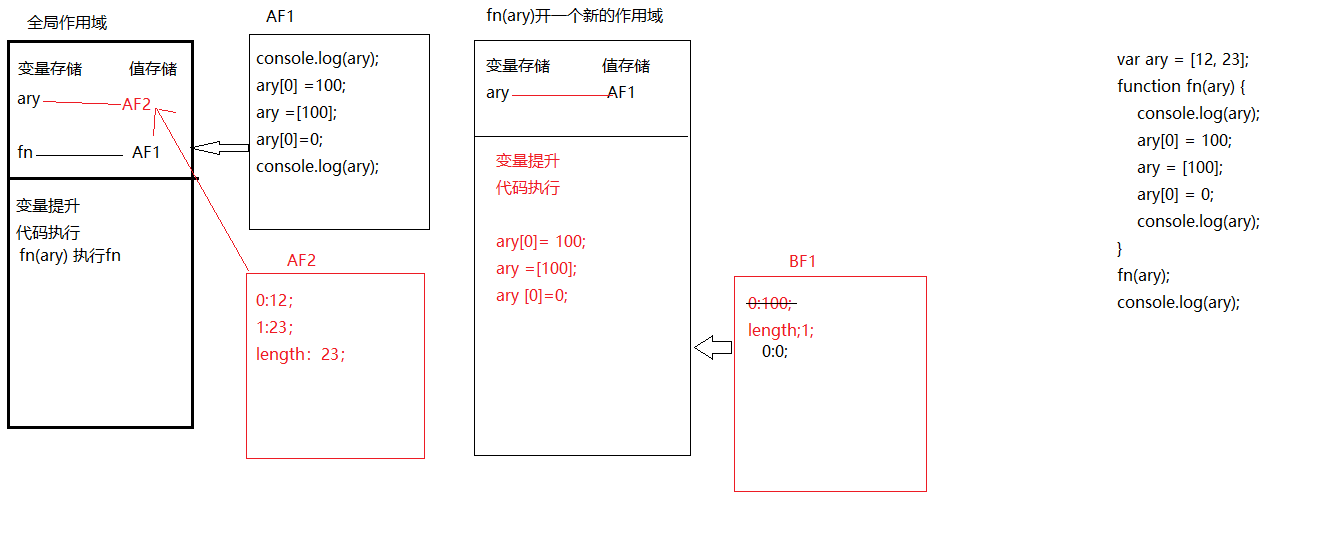 全局作用域
变量存储 值存储
ary AF2
fn AF1
变量提升
代码执行
fn(ary) 执行fn
AF1
console.log(ary);
ary[0] =100;
ary =[100];
ary[0]=0;
console.log(ary);
AF2
0:12;
1:23;
length: 23;
fn(ary)开一个新的作用域
变量存储 值存储
ary AF1
变量提升
代码执行
ary[0]= 100;
ary =[100];
ary [0]=0;
BF1
0:100;
length;1;
0:0;
var ary = [12, 23];
function fn(ary) {
console.log(ary);
ary[0] = 100;
ary = [100];
ary[0] = 0;
console.log(ary);
}
fn(ary);
console.log(ary);